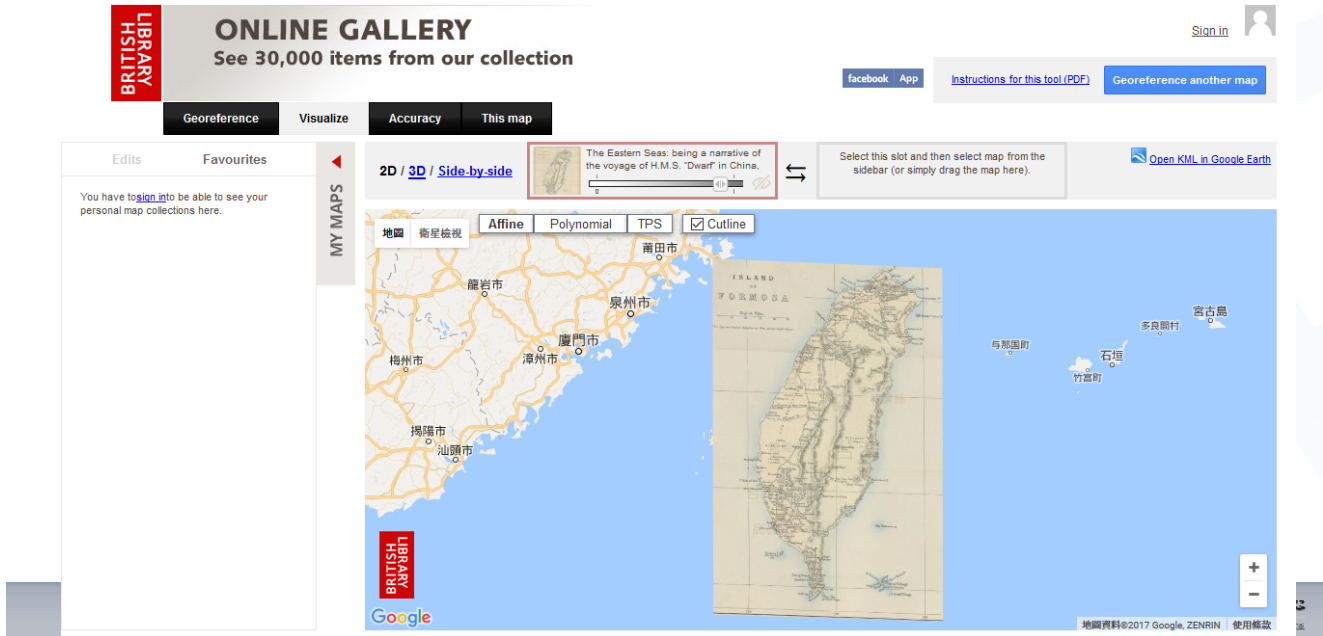 BRITISH
LIBRARY
ONLINE GALLERY
See 30,000 items from our collection
Sign in
facebook App
Instructions for this tool (PDF)
Georeference another map
Georeference
Visualize
Accuracy
This map
Edits
Favourites
You have tosign into be able to see your
personal map collections here.
MY MAPS
2D / 3D / Side-by-side
The Eastern Seas: being a narrative of
the voyage of H.M.S. "Dwarf" in China,
Select this slot and then select map from the
sidebar (or simply drag the map here).
Open KML in Google Earth
地圖
衛星檢視
Affine
Polynomial
TPS
Cutline
莆田市
龍岩市
泉州市
廈門市
漳州市
梅州市
揭陽市
汕頭市
ISLAND
OF
FORMOSA
宮古島
多良間村
与那国町
石垣
竹富町
BRITISH
LIBRARY
Google
+
−
地圖資料©2017 Google, ZENRIN
使用條款